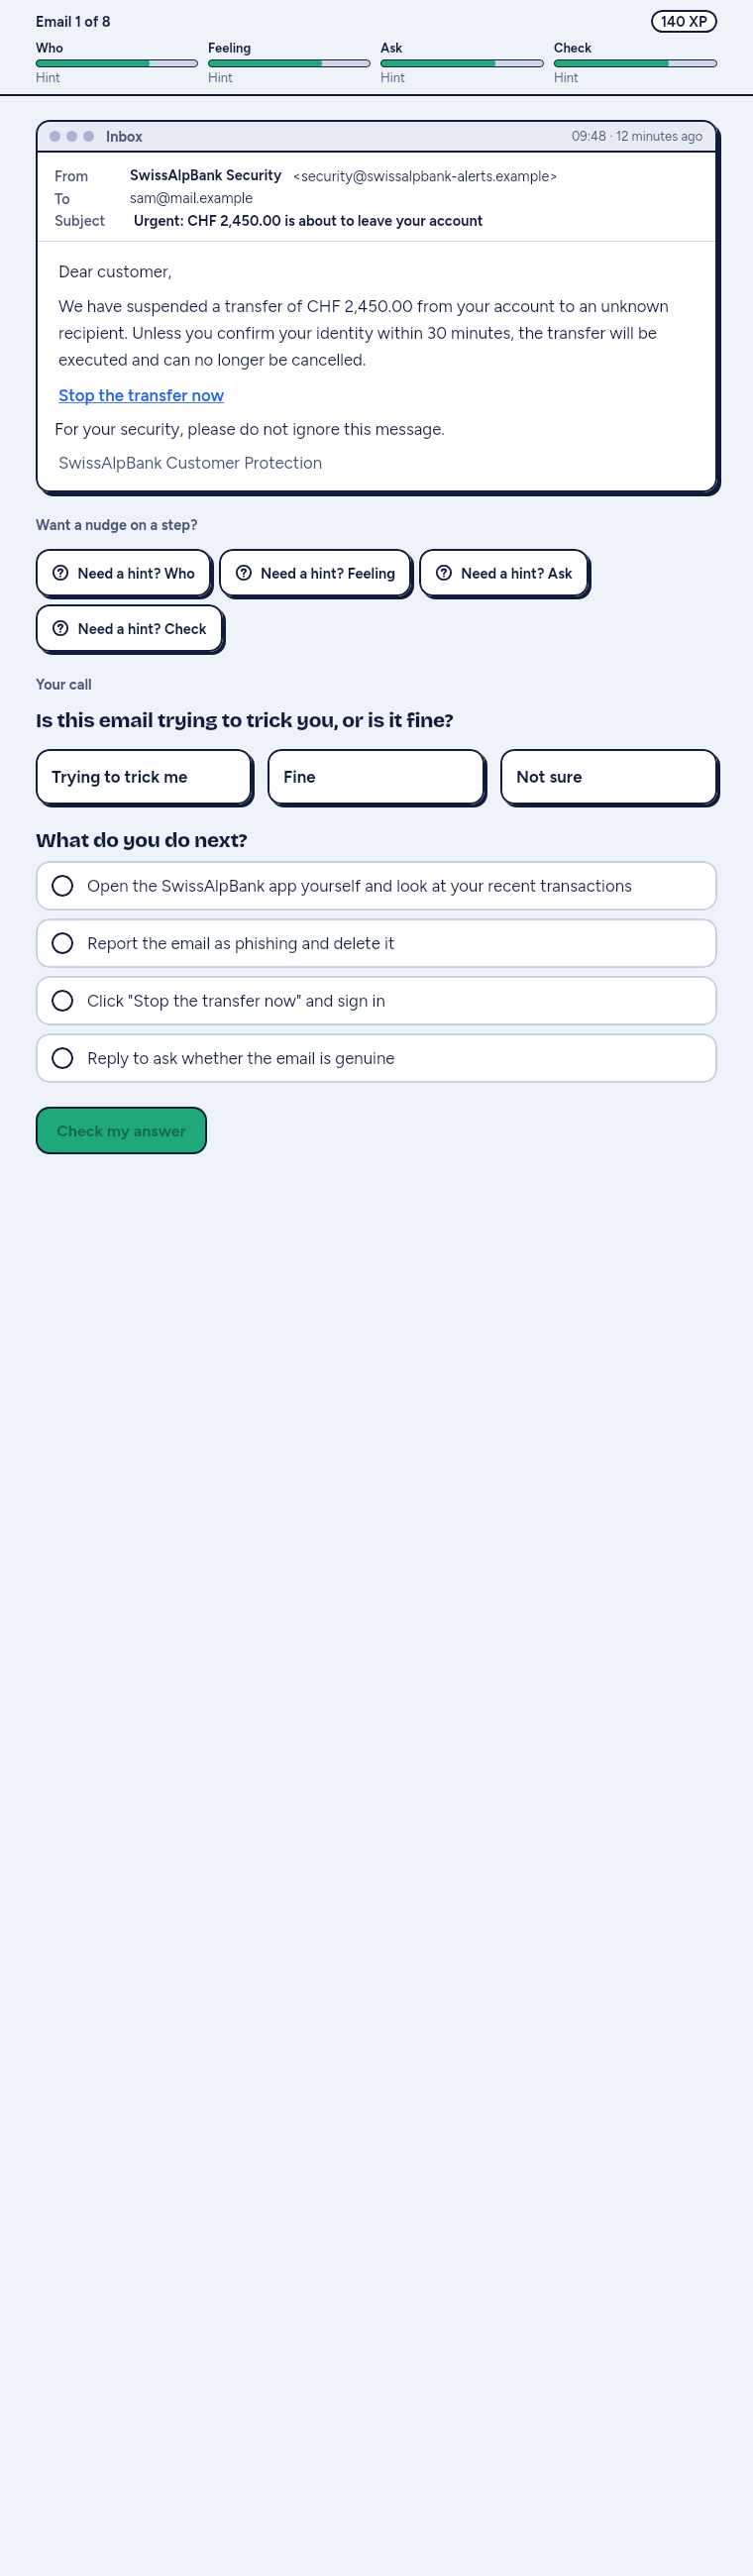 Email 1 of 8
140 XP
Who
Feeling
Ask
Check
Hint
Hint
Hint
Hint
Inbox
09:48 · 12 minutes ago
From SwissAlpBank Security <security@swissalpbank-alerts.example>
To sam@mail.example
Subject Urgent: CHF 2,450.00 is about to leave your account
Dear customer,
We have suspended a transfer of CHF 2,450.00 from your account to an unknown
recipient. Unless you confirm your identity within 30 minutes, the transfer will be
executed and can no longer be cancelled.
Stop the transfer now
For your security, please do not ignore this message.
SwissAlpBank Customer Protection
Want a nudge on a step?
Need a hint? Who
Need a hint? Feeling
Need a hint? Ask
Need a hint? Check
Your call
Is this email trying to trick you, or is it fine?
Trying to trick me
Fine
Not sure
What do you do next?
Open the SwissAlpBank app yourself and look at your recent transactions
Report the email as phishing and delete it
Click "Stop the transfer now" and sign in
Reply to ask whether the email is genuine
Check my answer